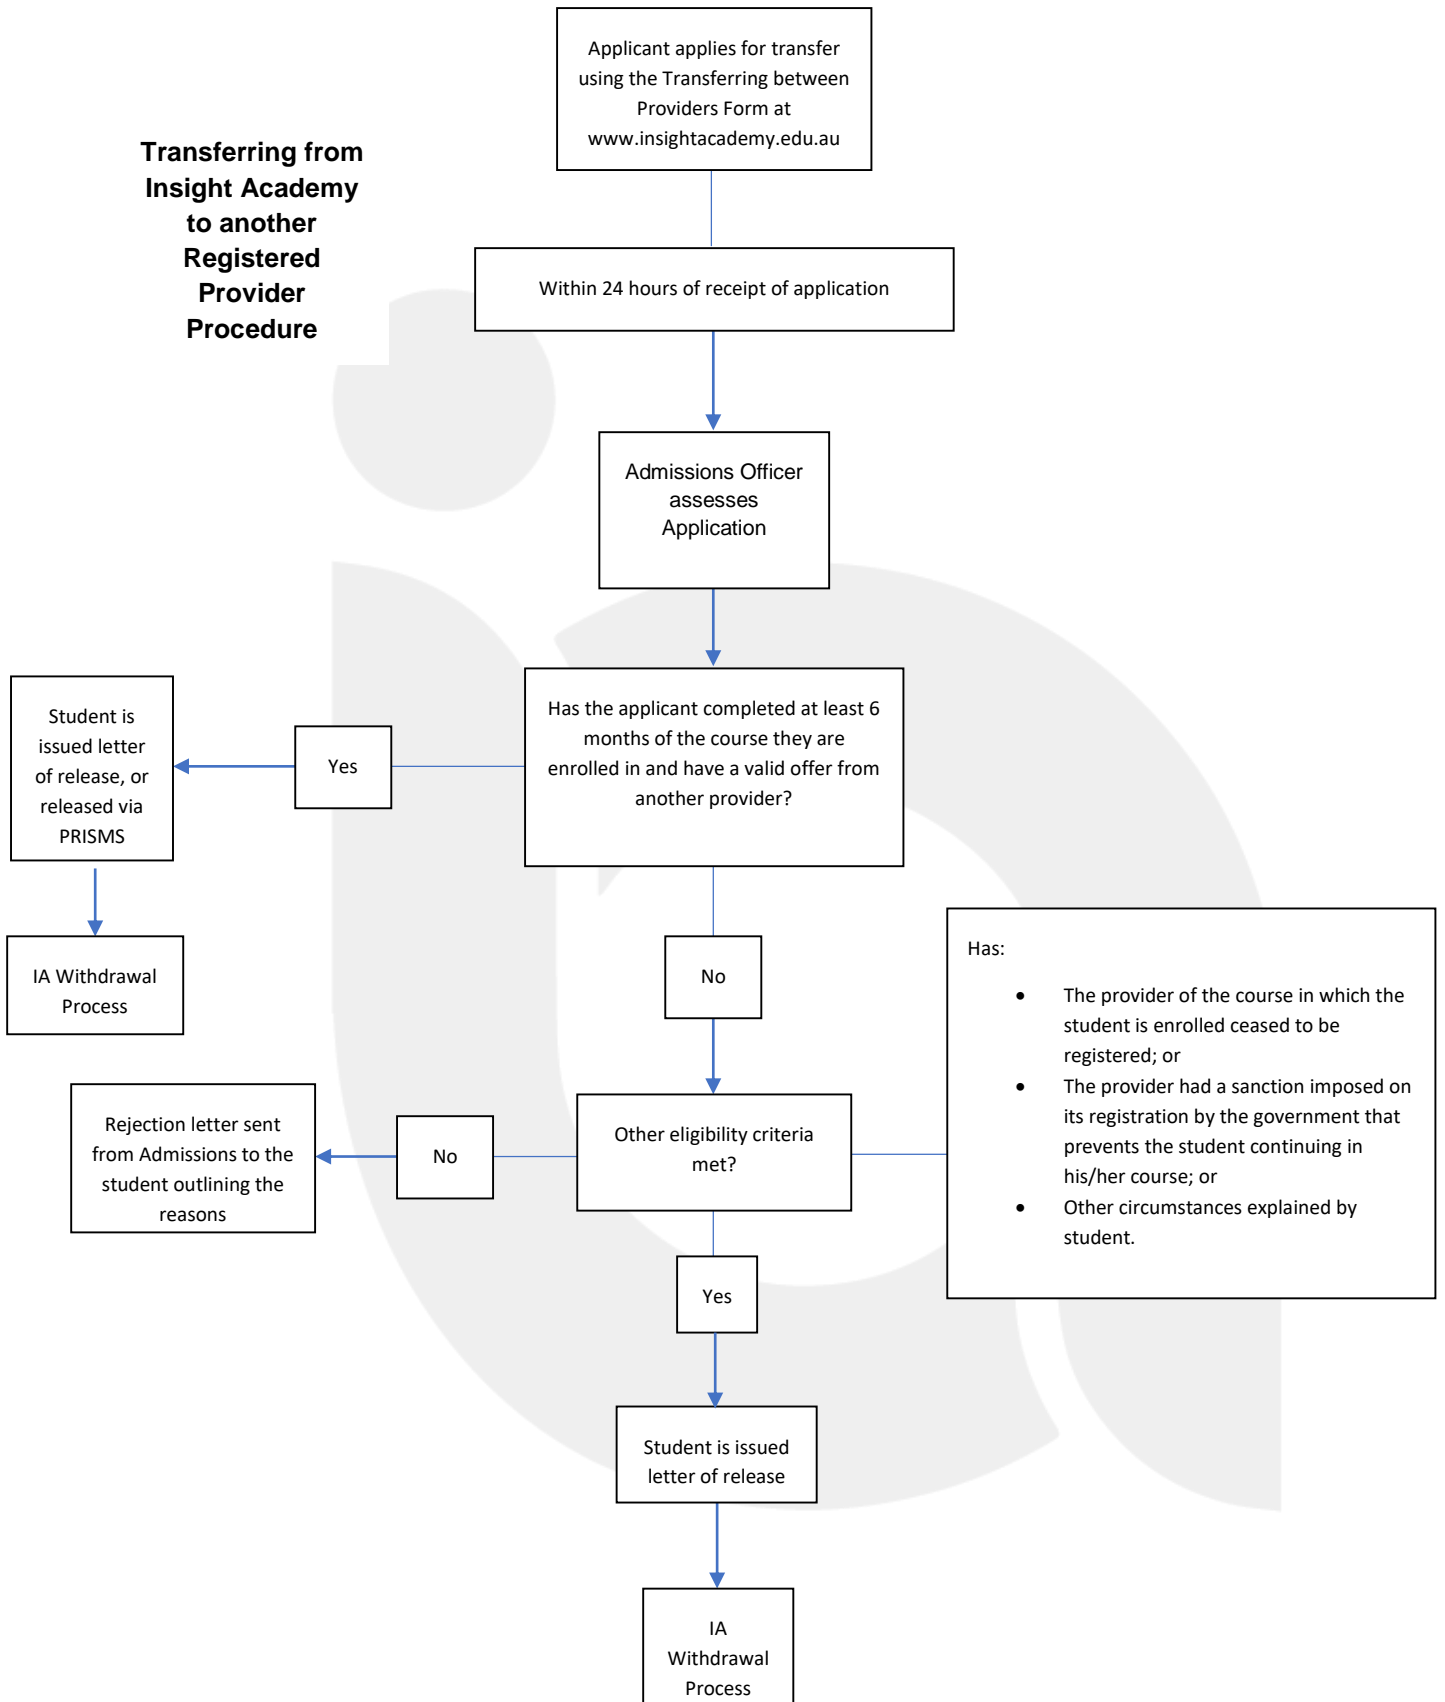 Applicant applies for transfer
using the Transferring between
Providers Form at
www.insightacademy.edu.au
Transferring from
Insight Academy
to another
Registered
Provider
Procedure
Within 24 hours of receipt of application
Admissions Officer
assesses
Application
Has the applicant completed at least 6
months of the course they are
enrolled in and have a valid offer from
another provider?
Yes
Student is
issued letter
of release, or
released via
PRISMS
IA Withdrawal
Process
No
Has:
• The provider of the course in which the
student is enrolled ceased to be
registered; or
• The provider had a sanction imposed on
its registration by the government that
prevents the student continuing in
his/her course; or
• Other circumstances explained by
student.
Other eligibility criteria
met?
No
Rejection letter sent
from Admissions to the
student outlining the
reasons
Yes
Student is issued
letter of release
IA
Withdrawal
Process